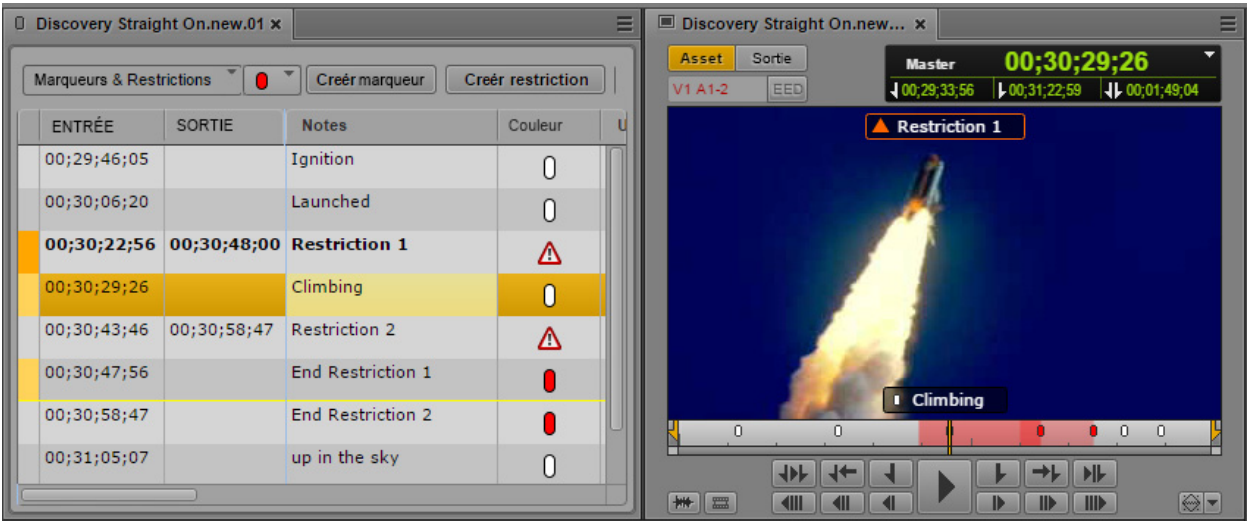 Discovery Straight On.new.01 ×
Marqueurs & Restrictions
Creér marqueur
Creér restriction
ENTRÉE SORTIE Notes Couleur U
00;29;46;05 Ignition
00;30;06;20 Launched
00;30;22;56 00;30;48;00 Restriction 1
00;30;29;26 Climbing
00;30;43;46 00;30;58;47 Restriction 2
00;30;47;56 End Restriction 1
00;30;58;47 End Restriction 2
00;31;05;07 up in the sky
Discovery Straight On.new... ×
Asset Sortie
V1 A1-2 EED
Master 00;30;29;26
00;29;33;56 00;31;22;59 00;01;49;04
Restriction 1
Climbing